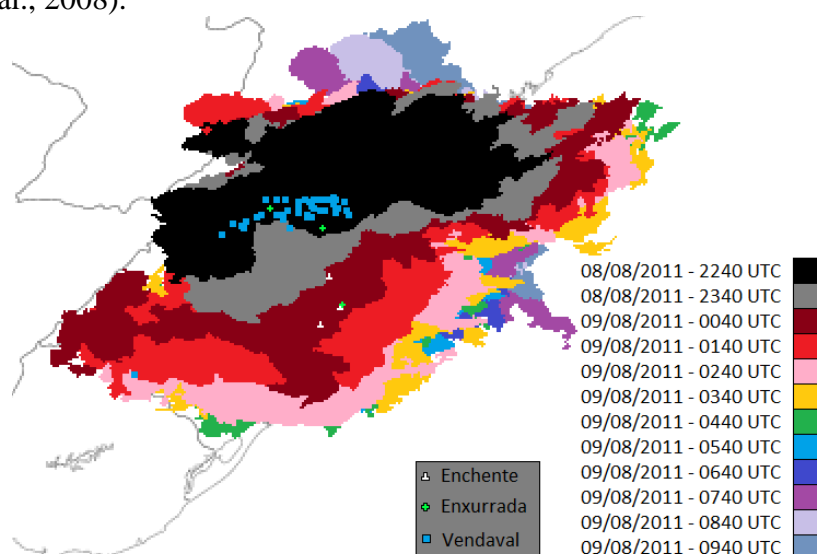 al., 2008).
08/08/2011 - 2240 UTC
08/08/2011 - 2340 UTC
09/08/2011 - 0040 UTC
09/08/2011 - 0140 UTC
09/08/2011 - 0240 UTC
09/08/2011 - 0340 UTC
09/08/2011 - 0440 UTC
09/08/2011 - 0540 UTC
09/08/2011 - 0640 UTC
09/08/2011 - 0740 UTC
09/08/2011 - 0840 UTC
09/08/2011 - 0940 UTC
Enchente
Enxurrada
Vendaval